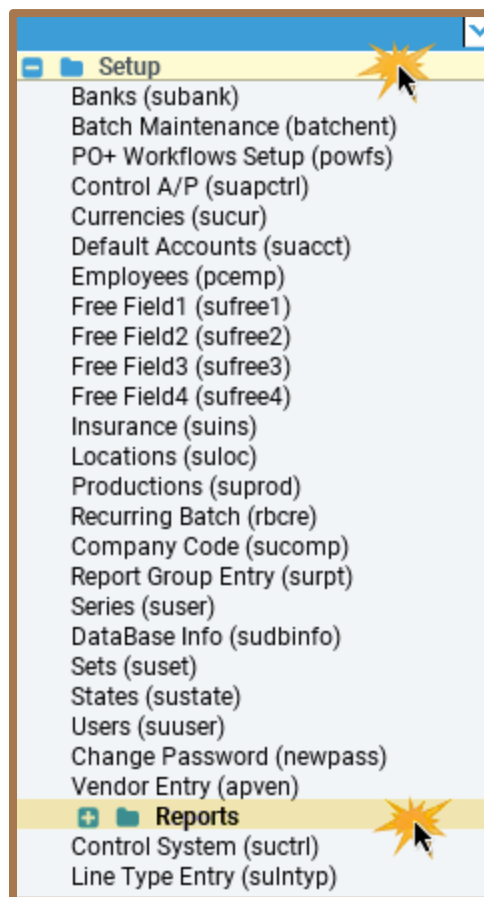 Setup
Banks (subank)
Batch Maintenance (batchent)
PO+ Workflows Setup (powfs)
Control A/P (suapctrl)
Currencies (sucur)
Default Accounts (suacct)
Employees (pcemp)
Free Field1 (sufree1)
Free Field2 (sufree2)
Free Field3 (sufree3)
Free Field4 (sufree4)
Insurance (suins)
Locations (suloc)
Productions (suprod)
Recurring Batch (rbcre)
Company Code (sucomp)
Report Group Entry (surpt)
Series (suser)
DataBase Info (sudbinfo)
Sets (suset)
States (sustate)
Users (suuser)
Change Password (newpass)
Vendor Entry (apven)
Reports
Control System (suctrl)
Line Type Entry (sulntyp)